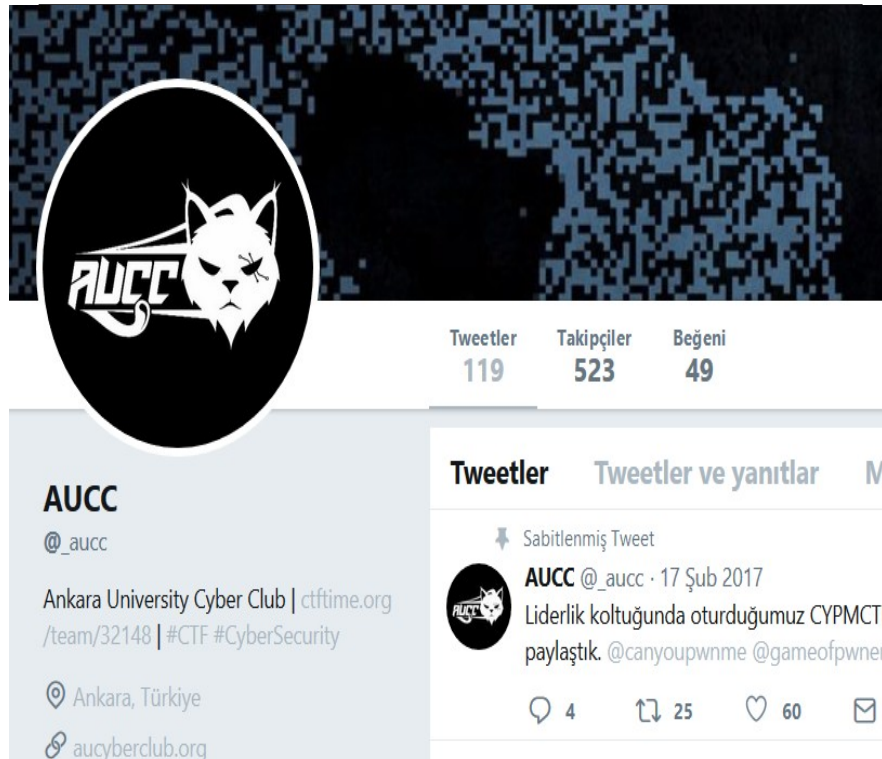 AUCC
Tweetler Takipçiler Beğeni
119 523 49
AUCC
@_aucc
Ankara University Cyber Club | ctftime.org
/team/32148 | #CTF #CyberSecurity
Ankara, Türkiye
aucyberclub.org
Tweetler Tweetler ve yanıtlar M
Sabitlenmiş Tweet
AUCC @_aucc · 17 Şub 2017
AUCC
Liderlik koltuğunda oturduğumuz CYPMCT
paylaştık. @canyoupwnme @gameofpwner
4 25 60